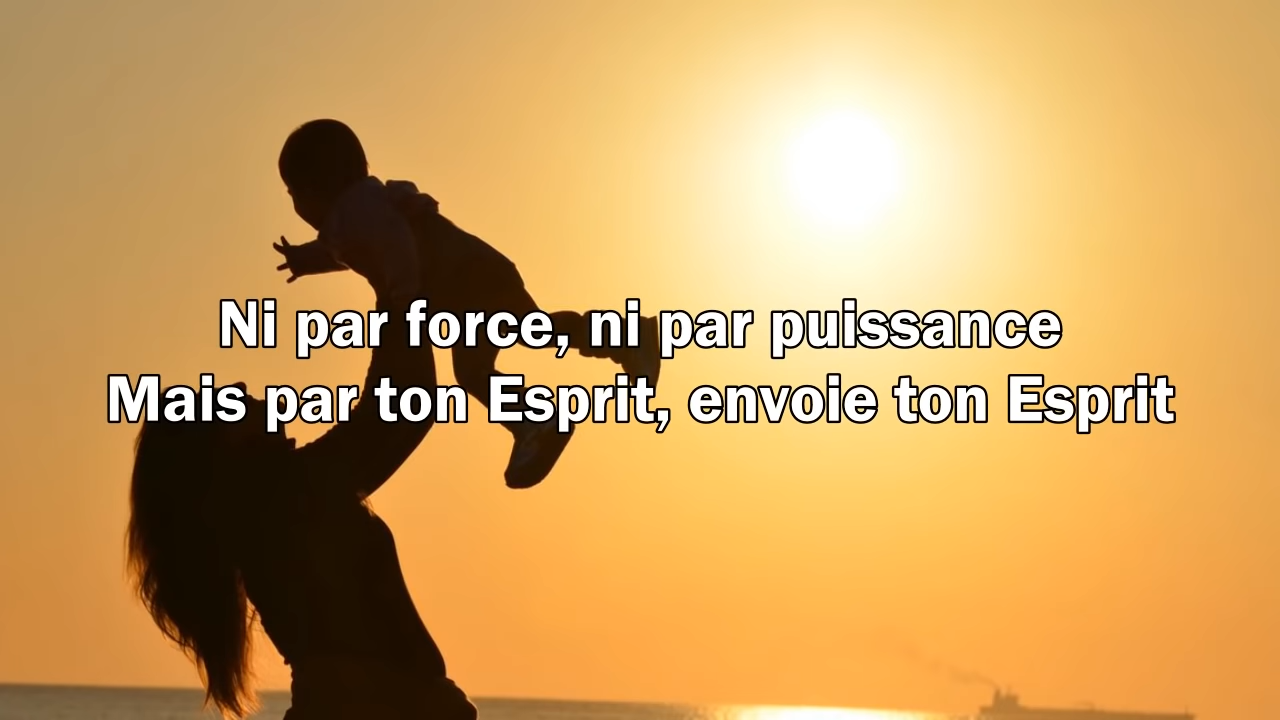 Ni par force, ni par puissance
Mais par ton Esprit, envoie ton Esprit